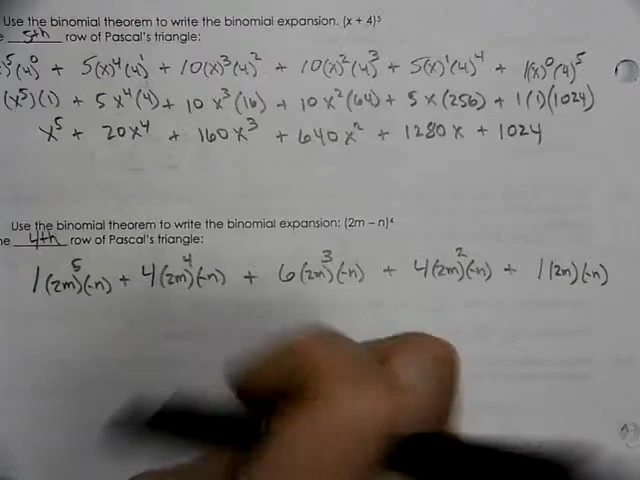 Use the binomial theorem to write the binomial expansion. (x + 4)⁵
5th row of Pascal's triangle:
)⁵(4)⁰ + 5(x)⁴(4)¹ + 10(x)³(4)² + 10(x)²(4)³ + 5(x)¹(4)⁴ + 1(x)⁰(4)⁵
(x⁵)(1) + 5x⁴(4) + 10x³(16) + 10x²(64) + 5x(256) + 1(1)(1024)
x⁵ + 20x⁴ + 160x³ + 640x² + 1280x + 1024
Use the binomial theorem to write the binomial expansion: (2m – n)⁴
4th row of Pascal's triangle:
1(2m)⁵(-n) + 4(2m)⁴(-n) + 6(2m)³(-n) + 4(2m)²(-n) + 1(2m)(-n)